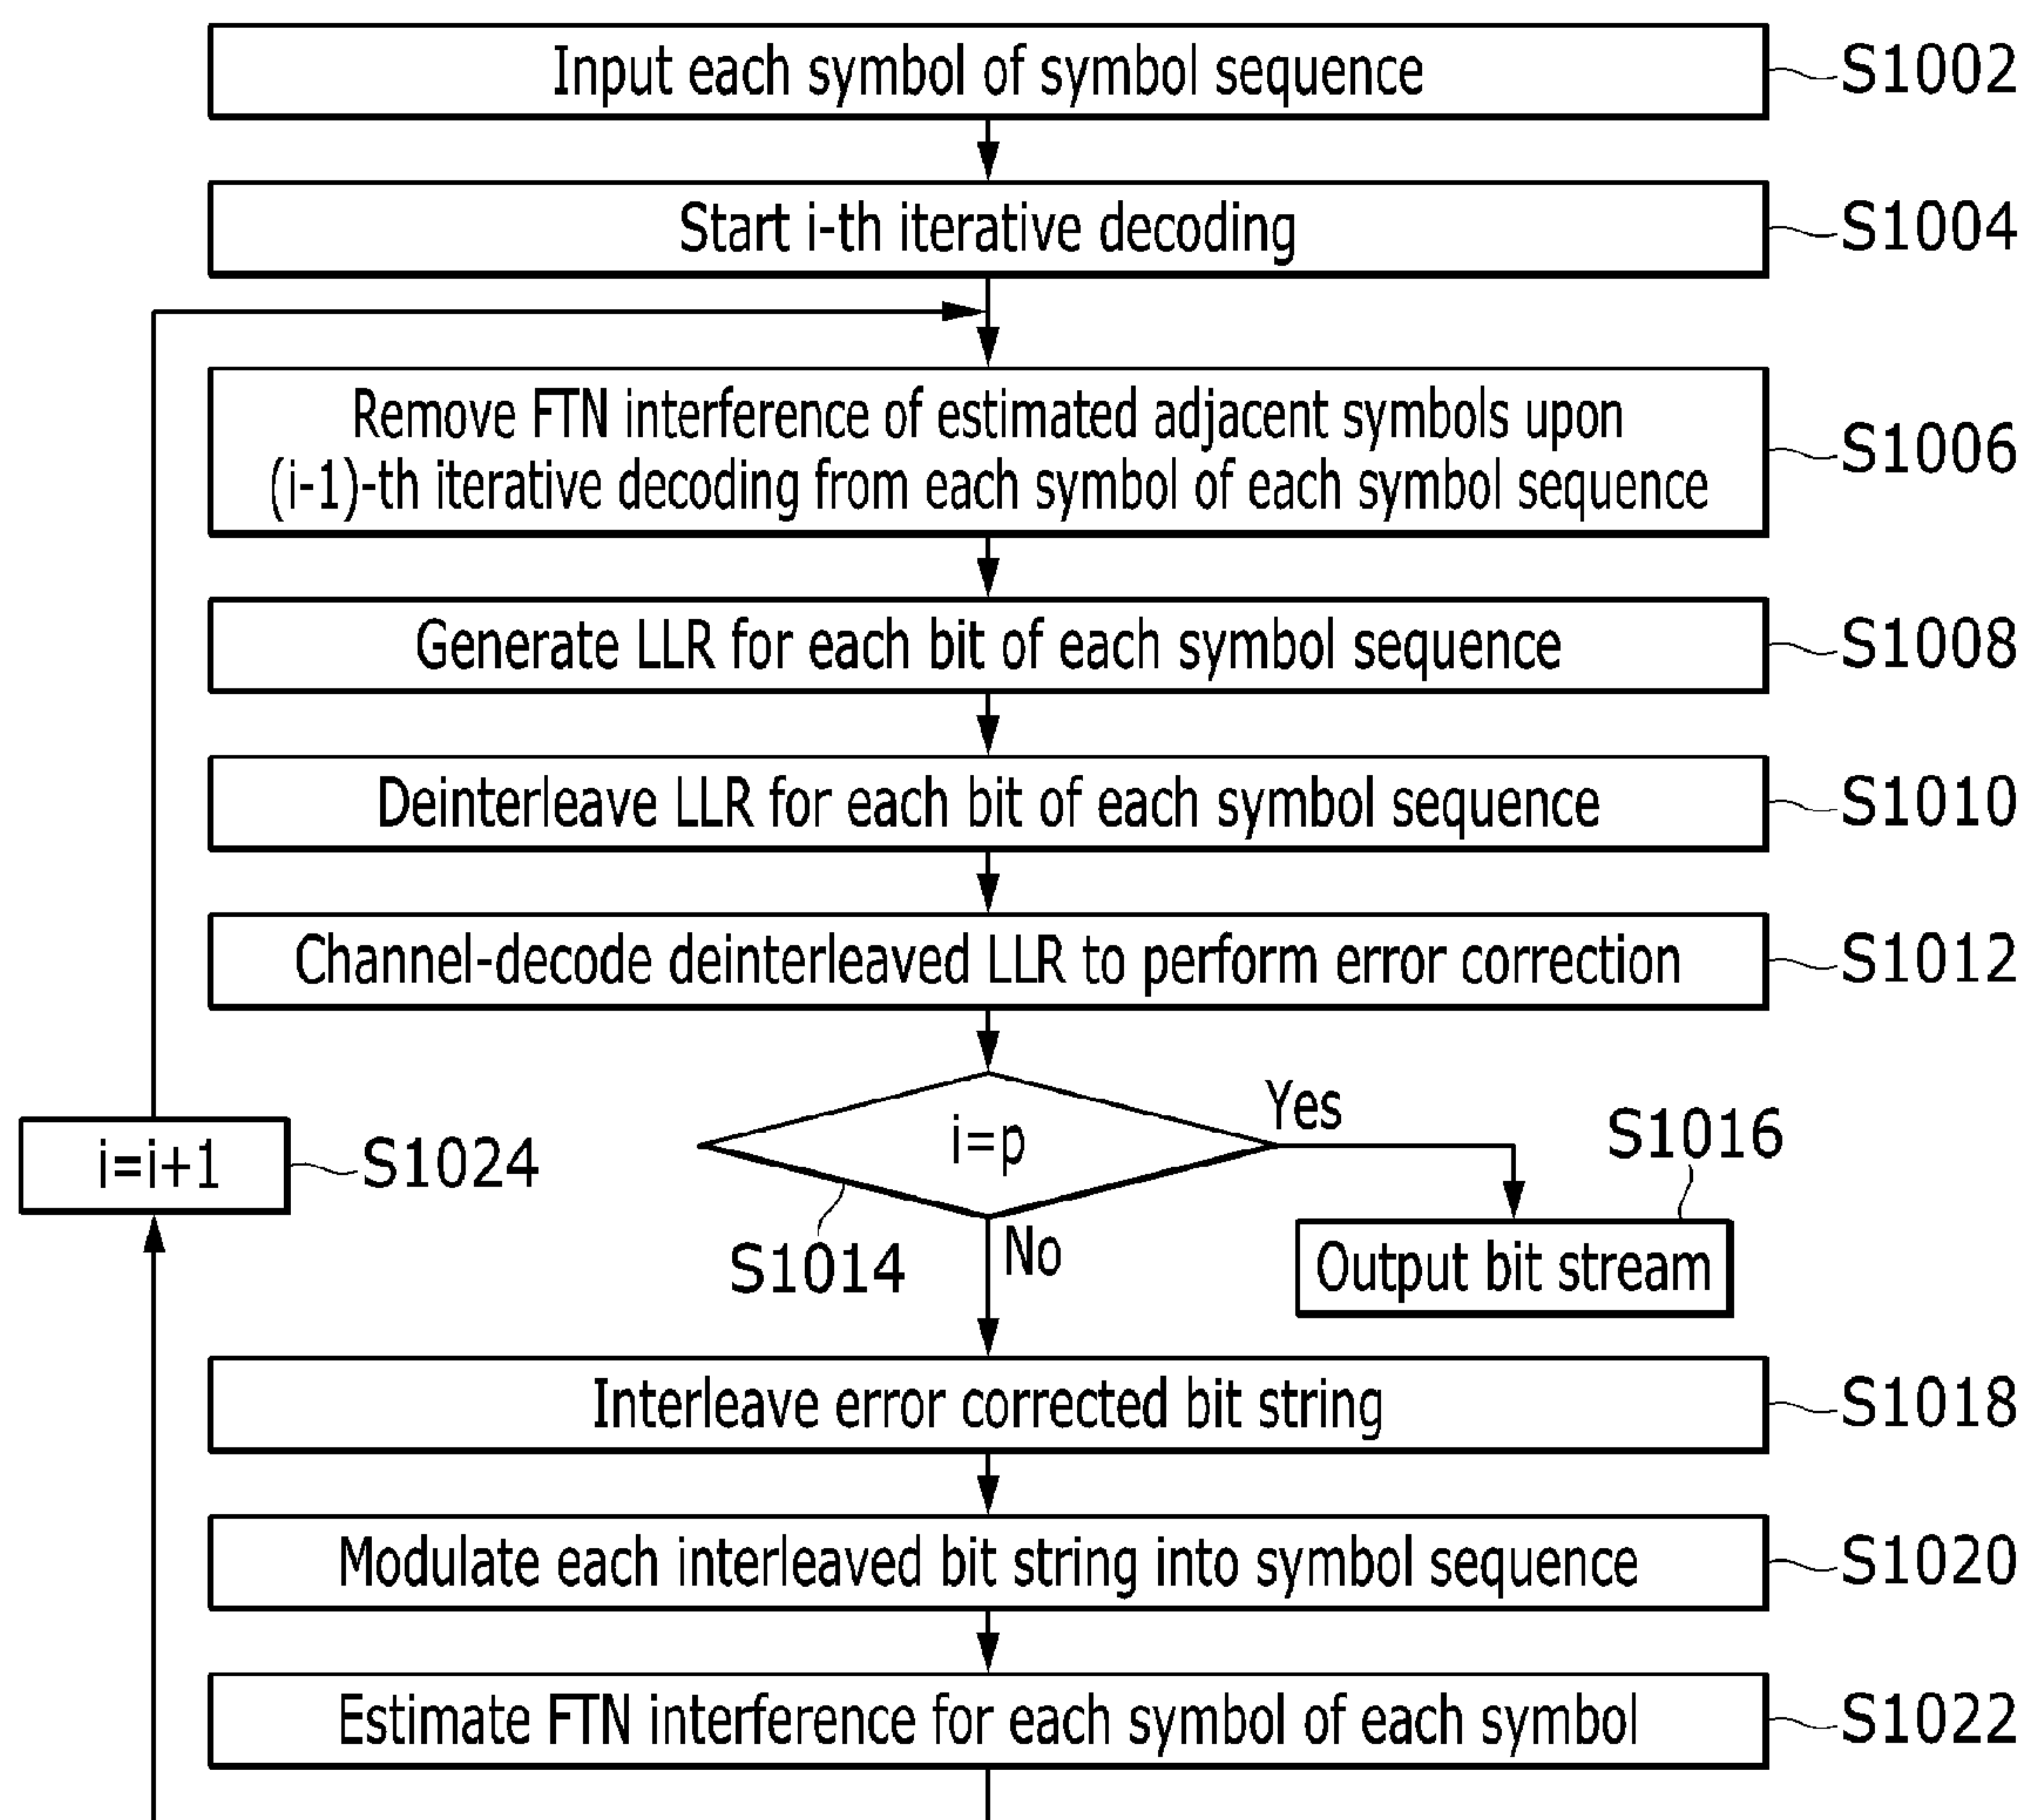 Input each symbol of symbol sequence
S1002
Start i-th iterative decoding
S1004
Remove FTN interference of estimated adjacent symbols upon
(i-1)-th iterative decoding from each symbol of each symbol sequence
S1006
Generate LLR for each bit of each symbol sequence
S1008
Deinterleave LLR for each bit of each symbol sequence
S1010
Channel-decode deinterleaved LLR to perform error correction
S1012
i=p
Yes
S1014
No
S1016
Output bit stream
i=i+1
S1024
Interleave error corrected bit string
S1018
Modulate each interleaved bit string into symbol sequence
S1020
Estimate FTN interference for each symbol of each symbol
S1022